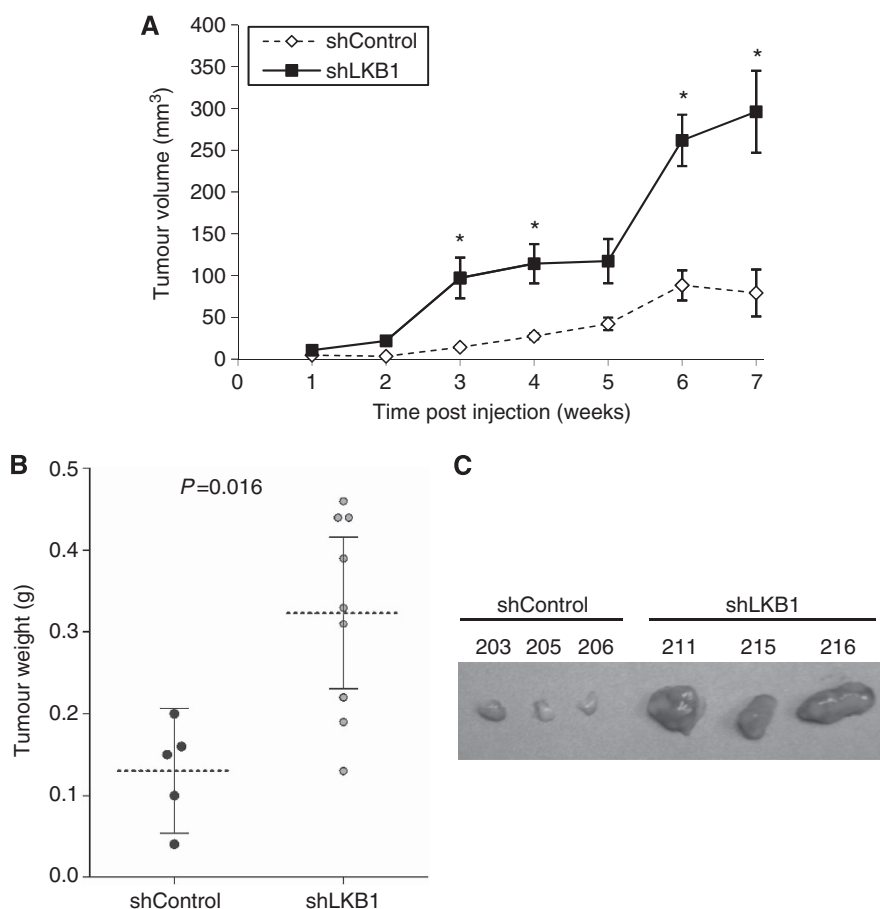 A
400
350
300
250
200
150
100
50
0
Tumour volume (mm³)
shControl
shLKB1
*
*
*
*
0 1 2 3 4 5 6 7
Time post injection (weeks)
B
0.5
0.4
0.3
0.2
0.1
0.0
Tumour weight (g)
P=0.016
shControl shLKB1
C
shControl shLKB1
203 205 206 211 215 216